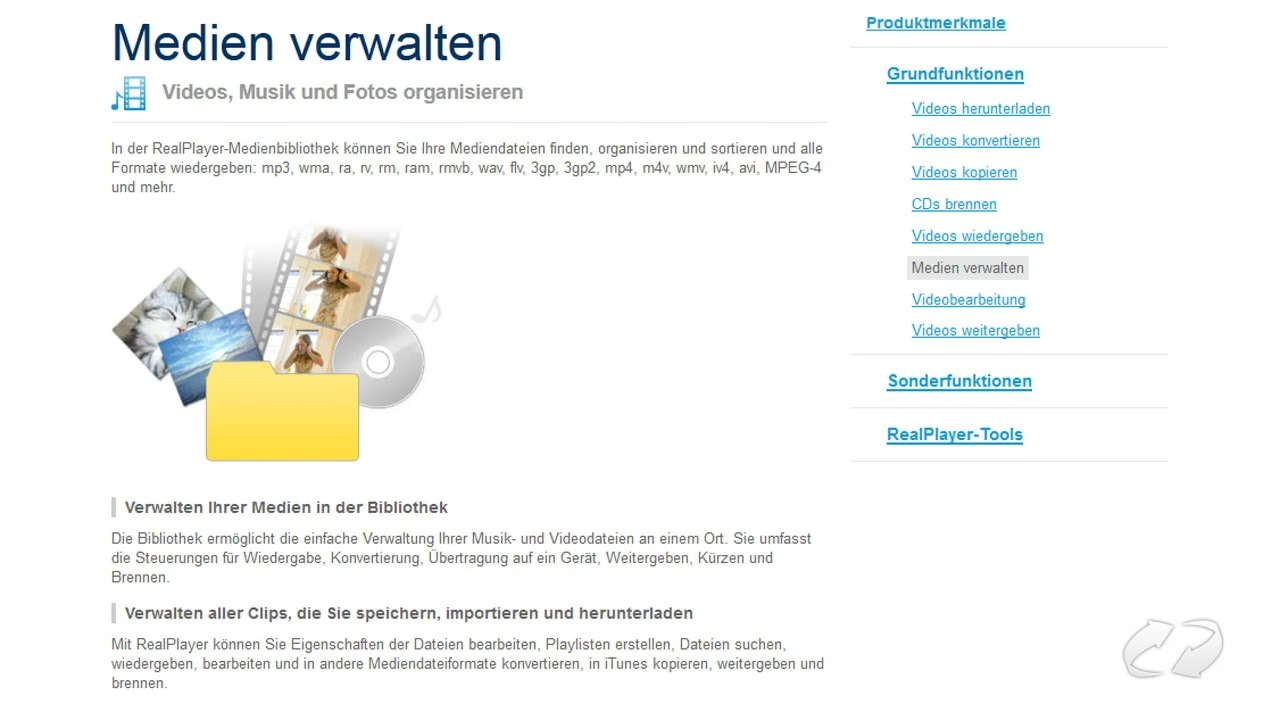 Medien verwalten
Videos, Musik und Fotos organisieren
In der RealPlayer-Medienbibliothek können Sie Ihre Mediendateien finden, organisieren und sortieren und alle
Formate wiedergeben: mp3, wma, ra, rv, rm, ram, rmvb, wav, flv, 3gp, 3gp2, mp4, m4v, wmv, iv4, avi, MPEG-4
und mehr.
Verwalten Ihrer Medien in der Bibliothek
Die Bibliothek ermöglicht die einfache Verwaltung Ihrer Musik- und Videodateien an einem Ort. Sie umfasst
die Steuerungen für Wiedergabe, Konvertierung, Übertragung auf ein Gerät, Weitergeben, Kürzen und
Brennen.
Verwalten aller Clips, die Sie speichern, importieren und herunterladen
Mit RealPlayer können Sie Eigenschaften der Dateien bearbeiten, Playlisten erstellen, Dateien suchen,
wiedergeben, bearbeiten und in andere Mediendateiformate konvertieren, in iTunes kopieren, weitergeben und
brennen.
Produktmerkmale
Grundfunktionen
Videos herunterladen
Videos konvertieren
Videos kopieren
CDs brennen
Videos wiedergeben
Medien verwalten
Videobearbeitung
Videos weitergeben
Sonderfunktionen
RealPlayer-Tools